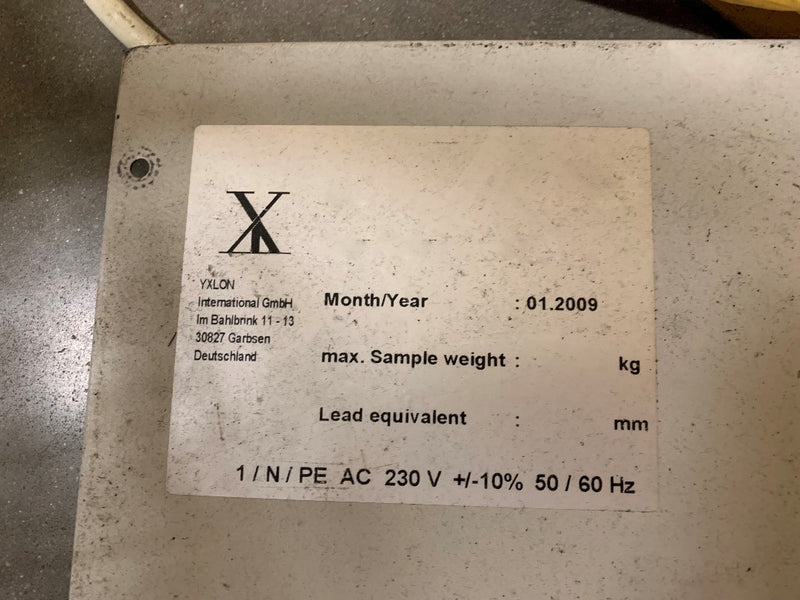 YXLON
International GmbH
Im Bahlbrink 11 - 13
30827 Garbsen
Deutschland
Month/Year : 01.2009
max. Sample weight : kg
Lead equivalent : mm
1 / N / PE AC 230 V +/-10% 50 / 60 Hz